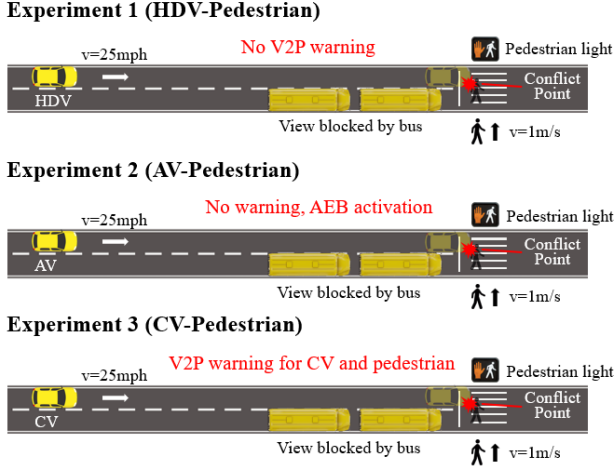 Experiment 1 (HDV-Pedestrian)
v=25mph
No V2P warning
Pedestrian light
HDV
Conflict
Point
View blocked by bus
v=1m/s
Experiment 2 (AV-Pedestrian)
v=25mph
No warning, AEB activation
Pedestrian light
AV
Conflict
Point
View blocked by bus
v=1m/s
Experiment 3 (CV-Pedestrian)
v=25mph
V2P warning for CV and pedestrian
Pedestrian light
CV
Conflict
Point
View blocked by bus
v=1m/s